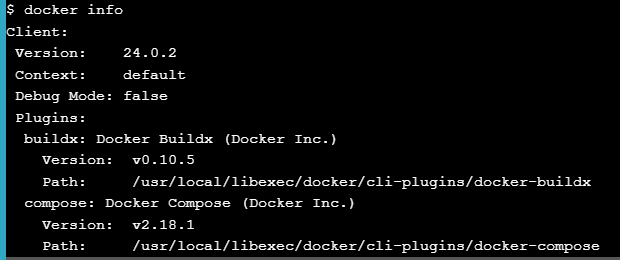 $ docker info
Client:
 Version:    24.0.2
 Context:    default
 Debug Mode: false
 Plugins:
  buildx: Docker Buildx (Docker Inc.)
    Version:  v0.10.5
    Path:     /usr/local/libexec/docker/cli-plugins/docker-buildx
  compose: Docker Compose (Docker Inc.)
    Version:  v2.18.1
    Path:     /usr/local/libexec/docker/cli-plugins/docker-compose